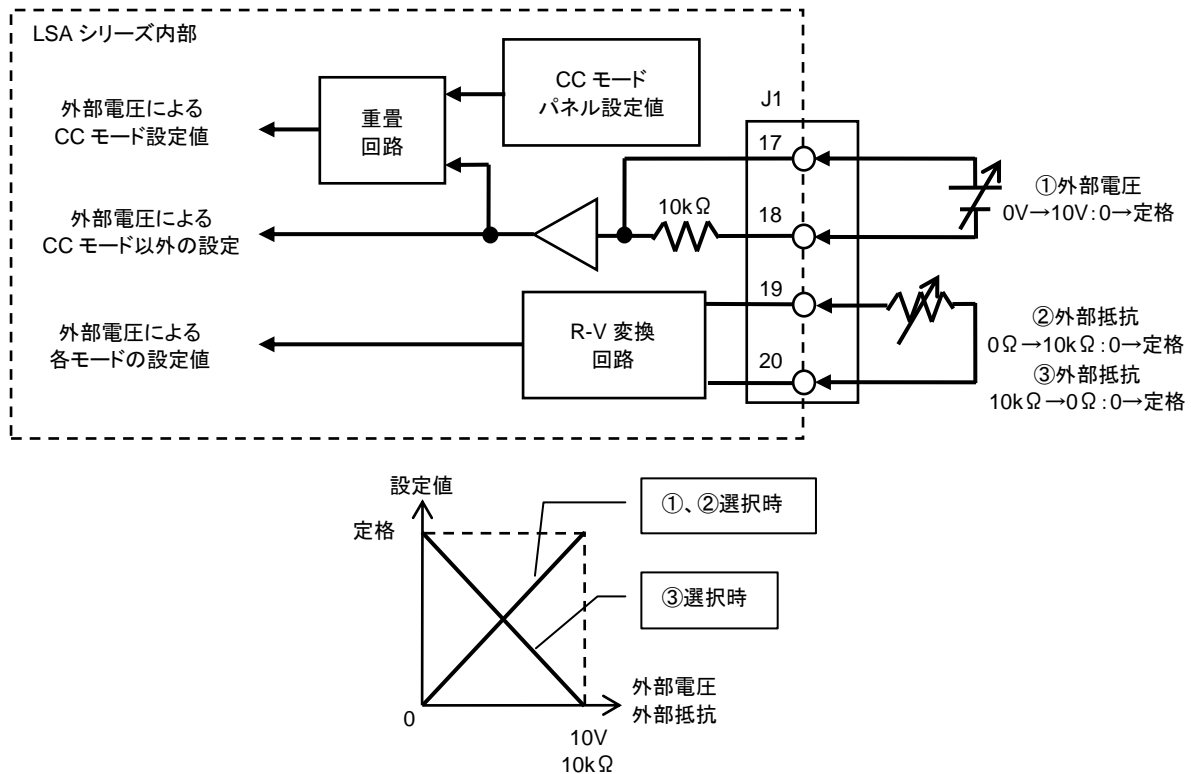 LSA シリーズ内部
CC モード
パネル設定値
J1
外部電圧による
CC モード設定値
重畳
回路
17
①外部電圧
0V→10V:0→定格
外部電圧による
CC モード以外の設定
10kΩ
18
19
外部電圧による
各モードの設定値
R-V 変換
回路
20
②外部抵抗
0Ω→10kΩ:0→定格
③外部抵抗
10kΩ→0Ω:0→定格
設定値
定格
①、②選択時
③選択時
0
外部電圧
外部抵抗
10V
10kΩ